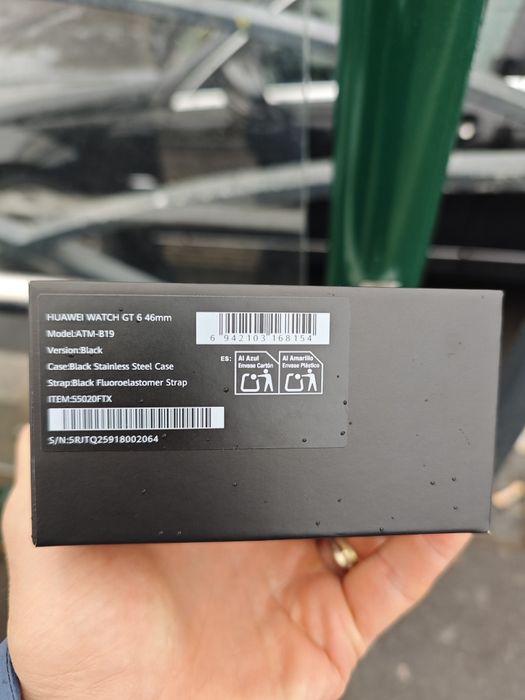 HUAWEI WATCH GT 6 46mm
Model:ATM-B19
Version:Black
Case:Black Stainless Steel Case
Strap:Black Fluoroelastomer Strap
ITEM:55020FTX
S/N:5RJTQ25918002064
6 942103 168154
ES:
Al Azul
Envase Cartón
Al Amarillo
Envase Plástico